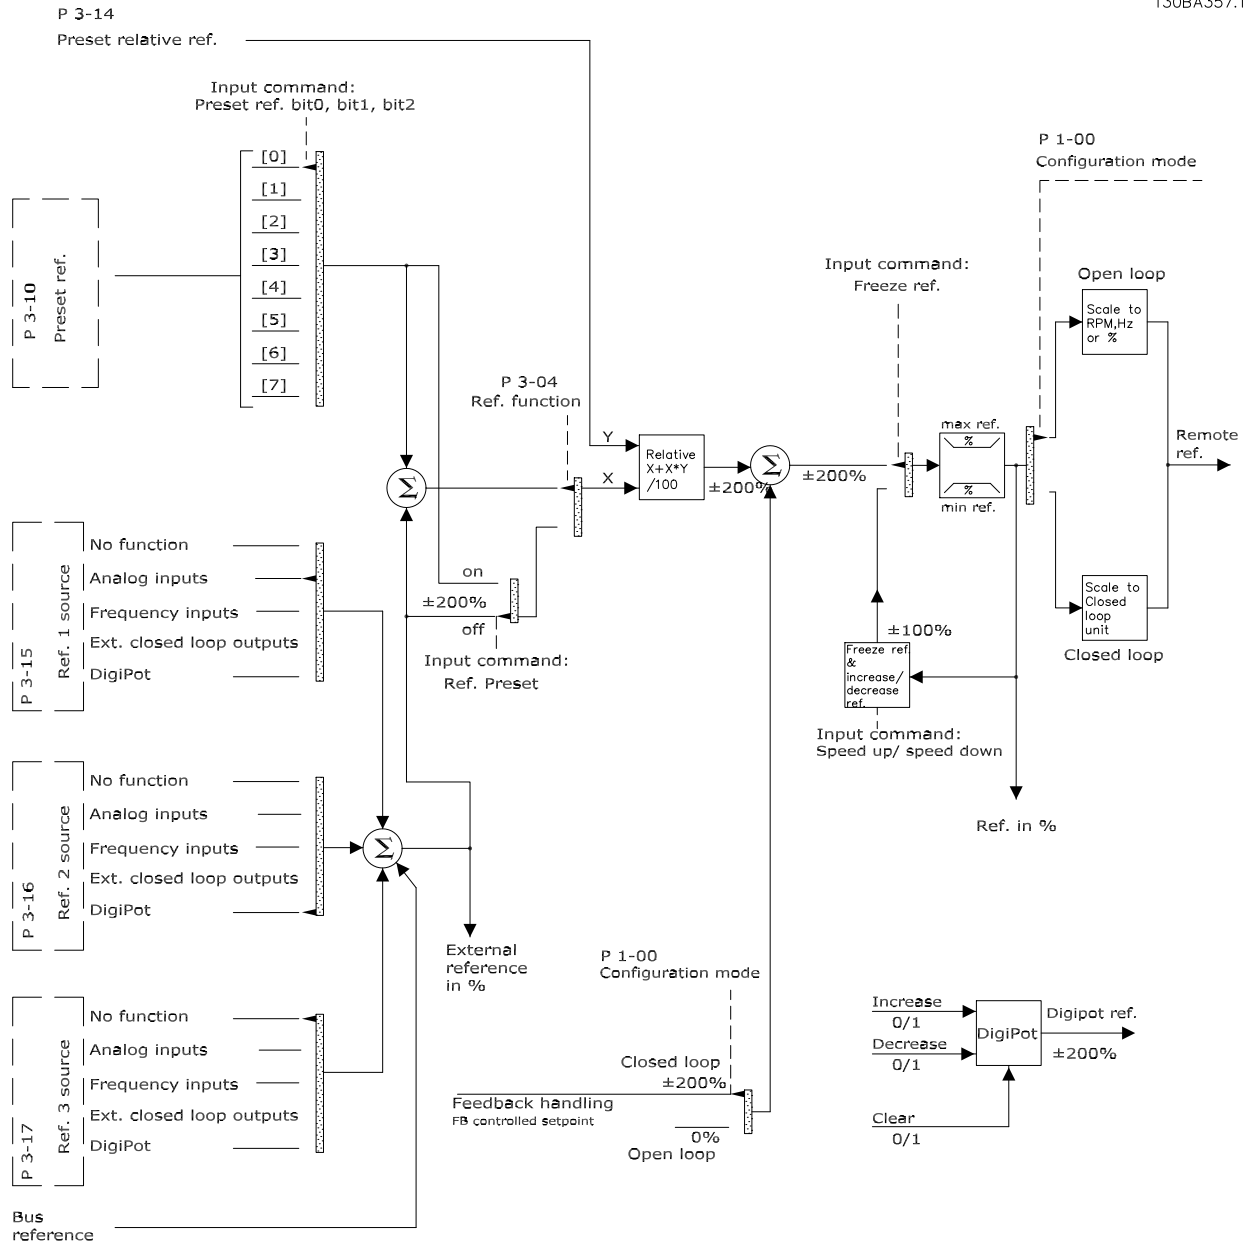 P 3-14
130BA357.1
Preset relative ref.
Input command:
Preset ref. bit0, bit1, bit2
P 1-00
Configuration mode
[0]
[1]
[2]
[3]
[4]
[5]
[6]
[7]
P 3-10
Preset ref.
Input command:
Freeze ref.
Open loop
Scale to
RPM,Hz
or %
P 3-04
Ref. function
Y
X
Relative
X+X*Y
/100
±200%
Σ
±200%
max ref.
%
%
min ref.
Remote
ref.
Σ
P 3-15
Ref. 1 source
No function
Analog inputs
Frequency inputs
Ext. closed loop outputs
DigiPot
on
±200%
off
Input command:
Ref. Preset
±100%
Freeze ref.
&
increase/
decrease
ref.
Input command:
Speed up/ speed down
Scale to
Closed
loop
unit
Closed loop
Ref. in %
P 3-16
Ref. 2 source
No function
Analog inputs
Frequency inputs
Ext. closed loop outputs
DigiPot
Σ
External
reference
in %
P 1-00
Configuration mode
Closed loop
±200%
Feedback handling
FB controlled setpoint
0%
Open loop
P 3-17
Ref. 3 source
No function
Analog inputs
Frequency inputs
Ext. closed loop outputs
DigiPot
Bus
reference
Increase
0/1
Decrease
0/1
Clear
0/1
DigiPot
Digipot ref.
±200%